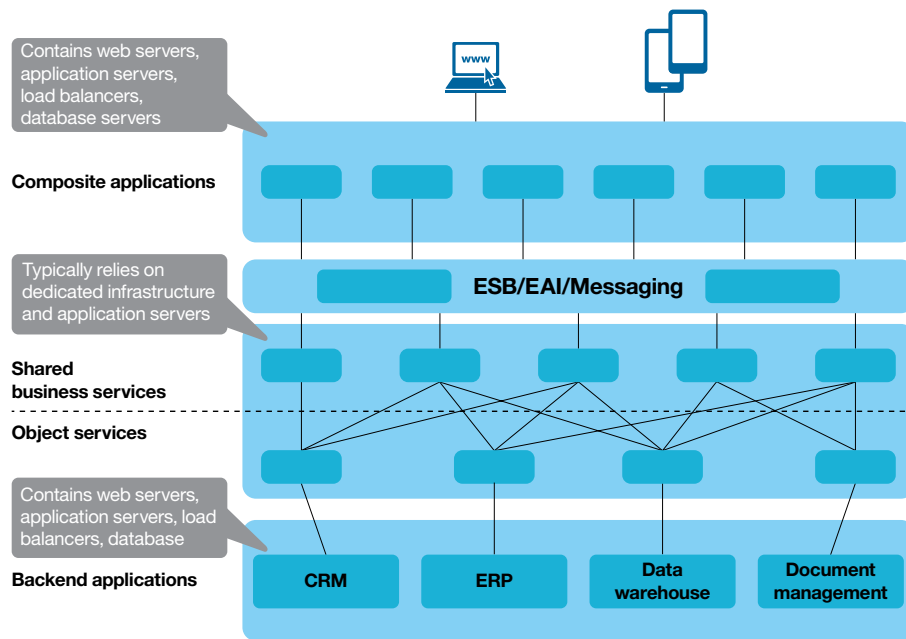 Contains web servers,
application servers,
load balancers,
database servers
www
Composite applications
Typically relies on
dedicated infrastructure
and application servers
ESB/EAI/Messaging
Shared
business services
Object services
Contains web servers,
application servers, load
balancers, database
Backend applications
CRM
ERP
Data
warehouse
Document
management